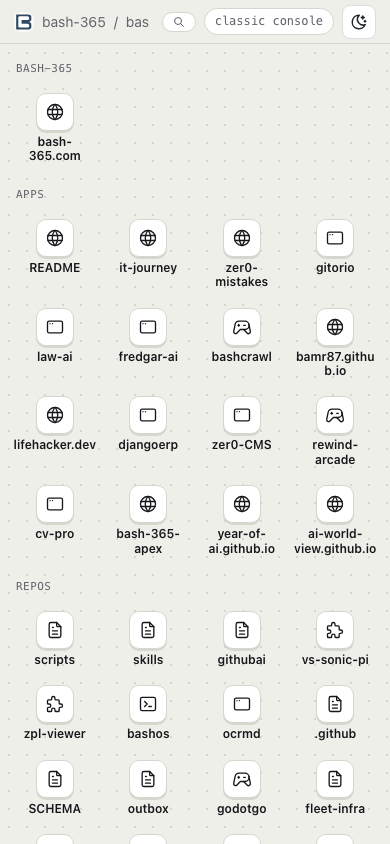 bash-365 / bas
classic console
BASH-365
bash-
365.com
APPS
README
it-journey
zer0-
mistakes
gitorio
law-ai
fredgar-ai
bashcrawl
bamr87.githu
b.io
lifehacker.dev
djangoerp
zer0-CMS
rewind-
arcade
cv-pro
bash-365-
apex
year-of-
ai.github.io
ai-world-
view.github.io
REPOS
scripts
skills
githubai
vs-sonic-pi
zpl-viewer
bashos
ocrmd
.github
SCHEMA
outbox
godotgo
fleet-infra